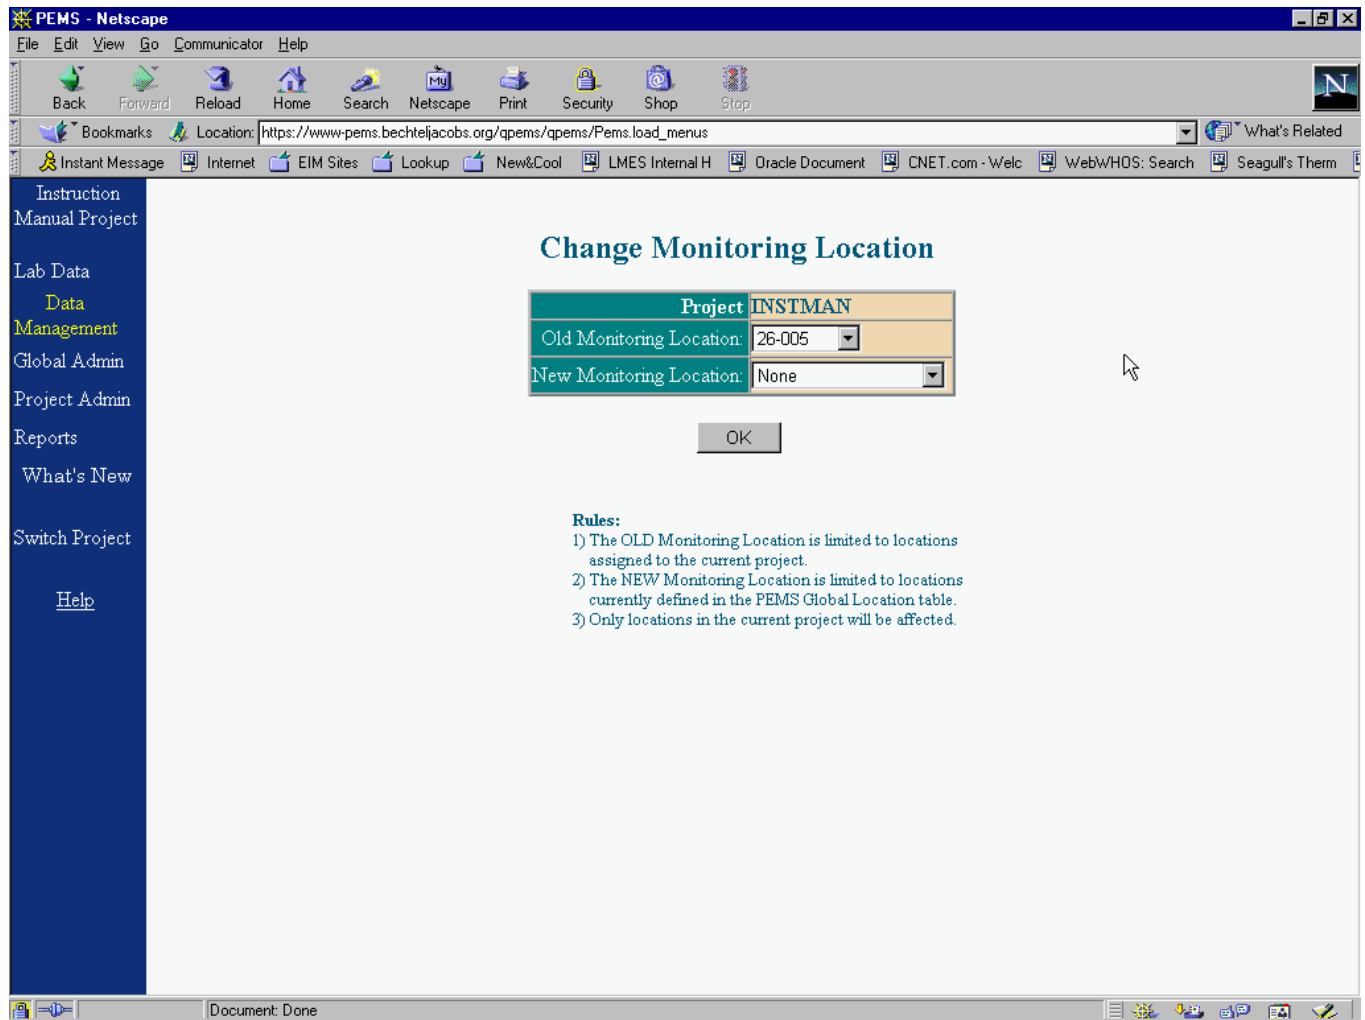 PEMS - Netscape
File Edit View Go Communicator Help
Back Forward Reload Home Search Netscape Print Security Shop Stop
My
N
Bookmarks Location: https://www-pems.bechteljacobs.org/qpems/qpems/Pems.load_menus What's Related
Instant Message Internet EIM Sites Lookup New&Cool LMES Internal H Oracle Document CNET.com - Welc WebWHOS: Search Seagull's Therm
Instruction
Manual Project
Lab Data
Data
Management
Global Admin
Project Admin
Reports
What's New
Switch Project
Help
Change Monitoring Location
Project INSTMAN
Old Monitoring Location: 26-005
New Monitoring Location: None
OK
Rules:
1) The OLD Monitoring Location is limited to locations
assigned to the current project.
2) The NEW Monitoring Location is limited to locations
currently defined in the PEMS Global Location table.
3) Only locations in the current project will be affected.
Document: Done